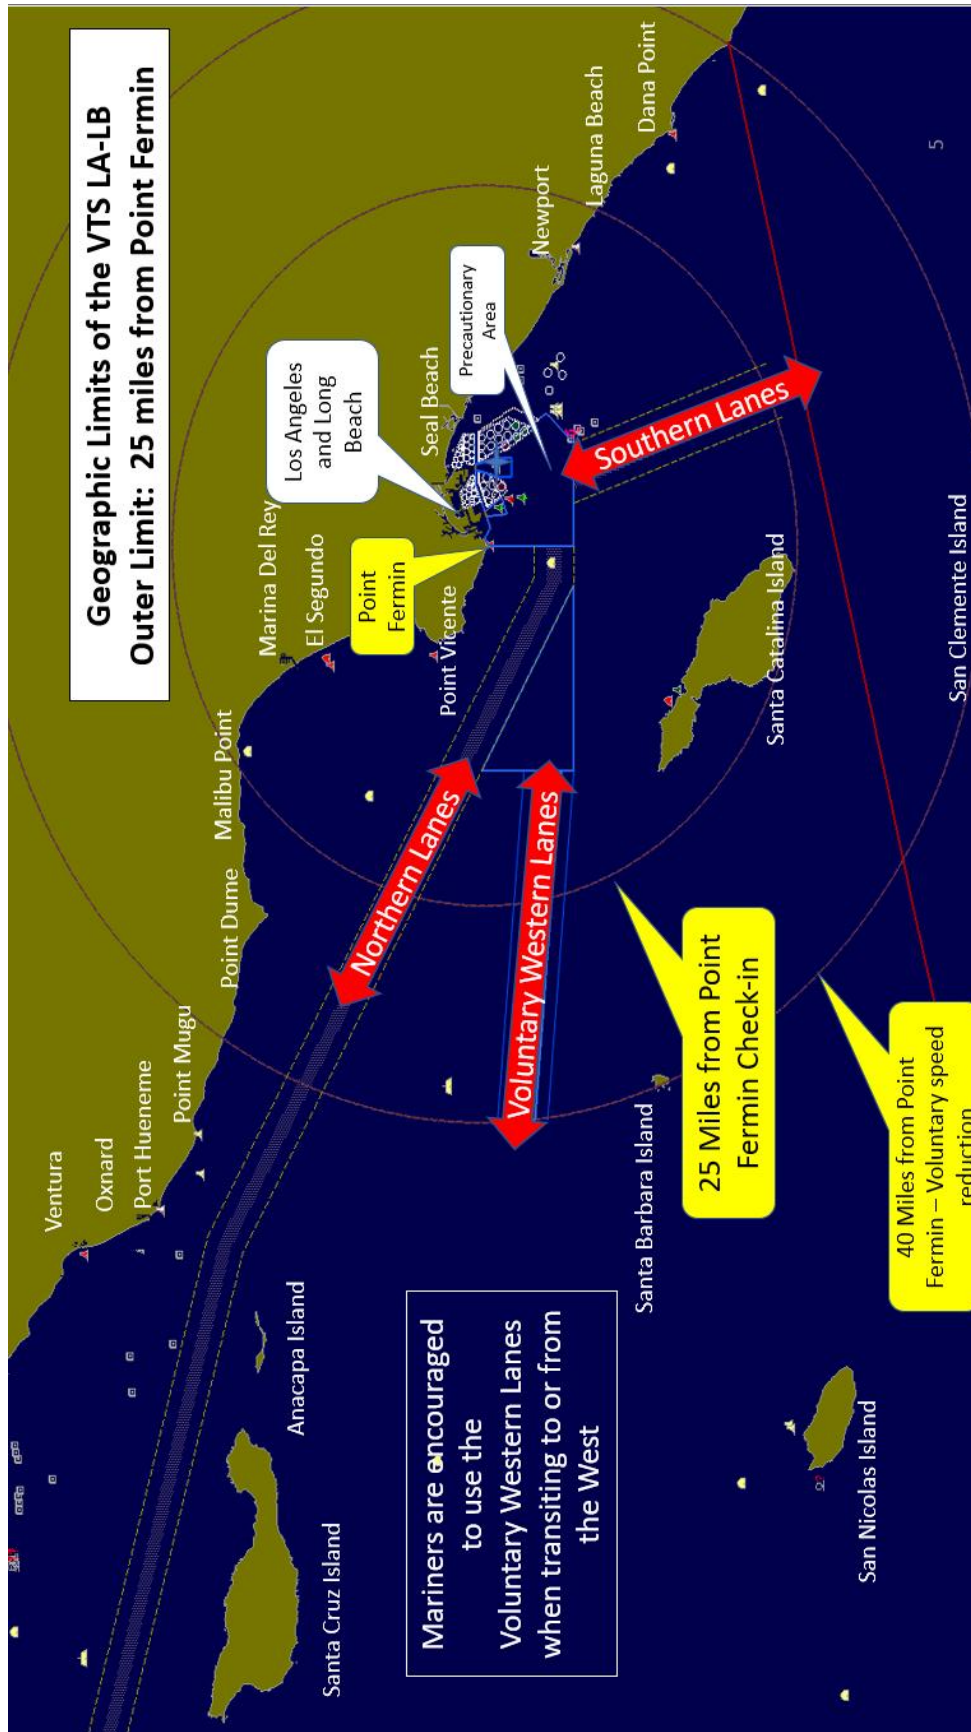 Geographic Limits of the VTS LA-LB
Outer Limit:  25 miles from Point Fermin
Ventura
Oxnard
Port Hueneme
Point Mugu
Point Dume
Malibu Point
Marina Del Rey
El Segundo
Los Angeles
and Long
Beach
Point
Fermin
Point Vicente
Seal Beach
Precautionary
Area
Newport
Laguna Beach
Dana Point
Northern Lanes
Voluntary Western Lanes
Southern Lanes
Santa Cruz Island
Anacapa Island
Mariners are encouraged
to use the
Voluntary Western Lanes
when transiting to or from
the West
Santa Barbara Island
25 Miles from Point
Fermin Check-in
Santa Catalina Island
San Nicolas Island
40 Miles from Point
Fermin – Voluntary speed
reduction
San Clemente Island
5